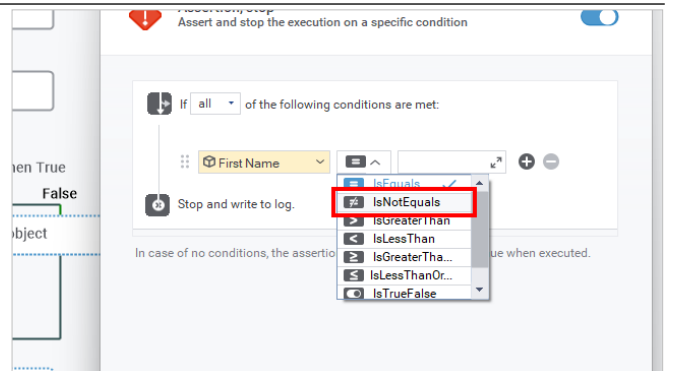 Assert and stop the execution on a specific condition
If all of the following conditions are met:
hen True
First Name
=
IsEquals
False
≠ IsNotEquals
Stop and write to log.
> IsGreaterThan
bject
< IsLessThan
In case of no conditions, the assertio
ue when executed.
≥ IsGreaterTha...
≤ IsLessThanOr...
IsTrueFalse